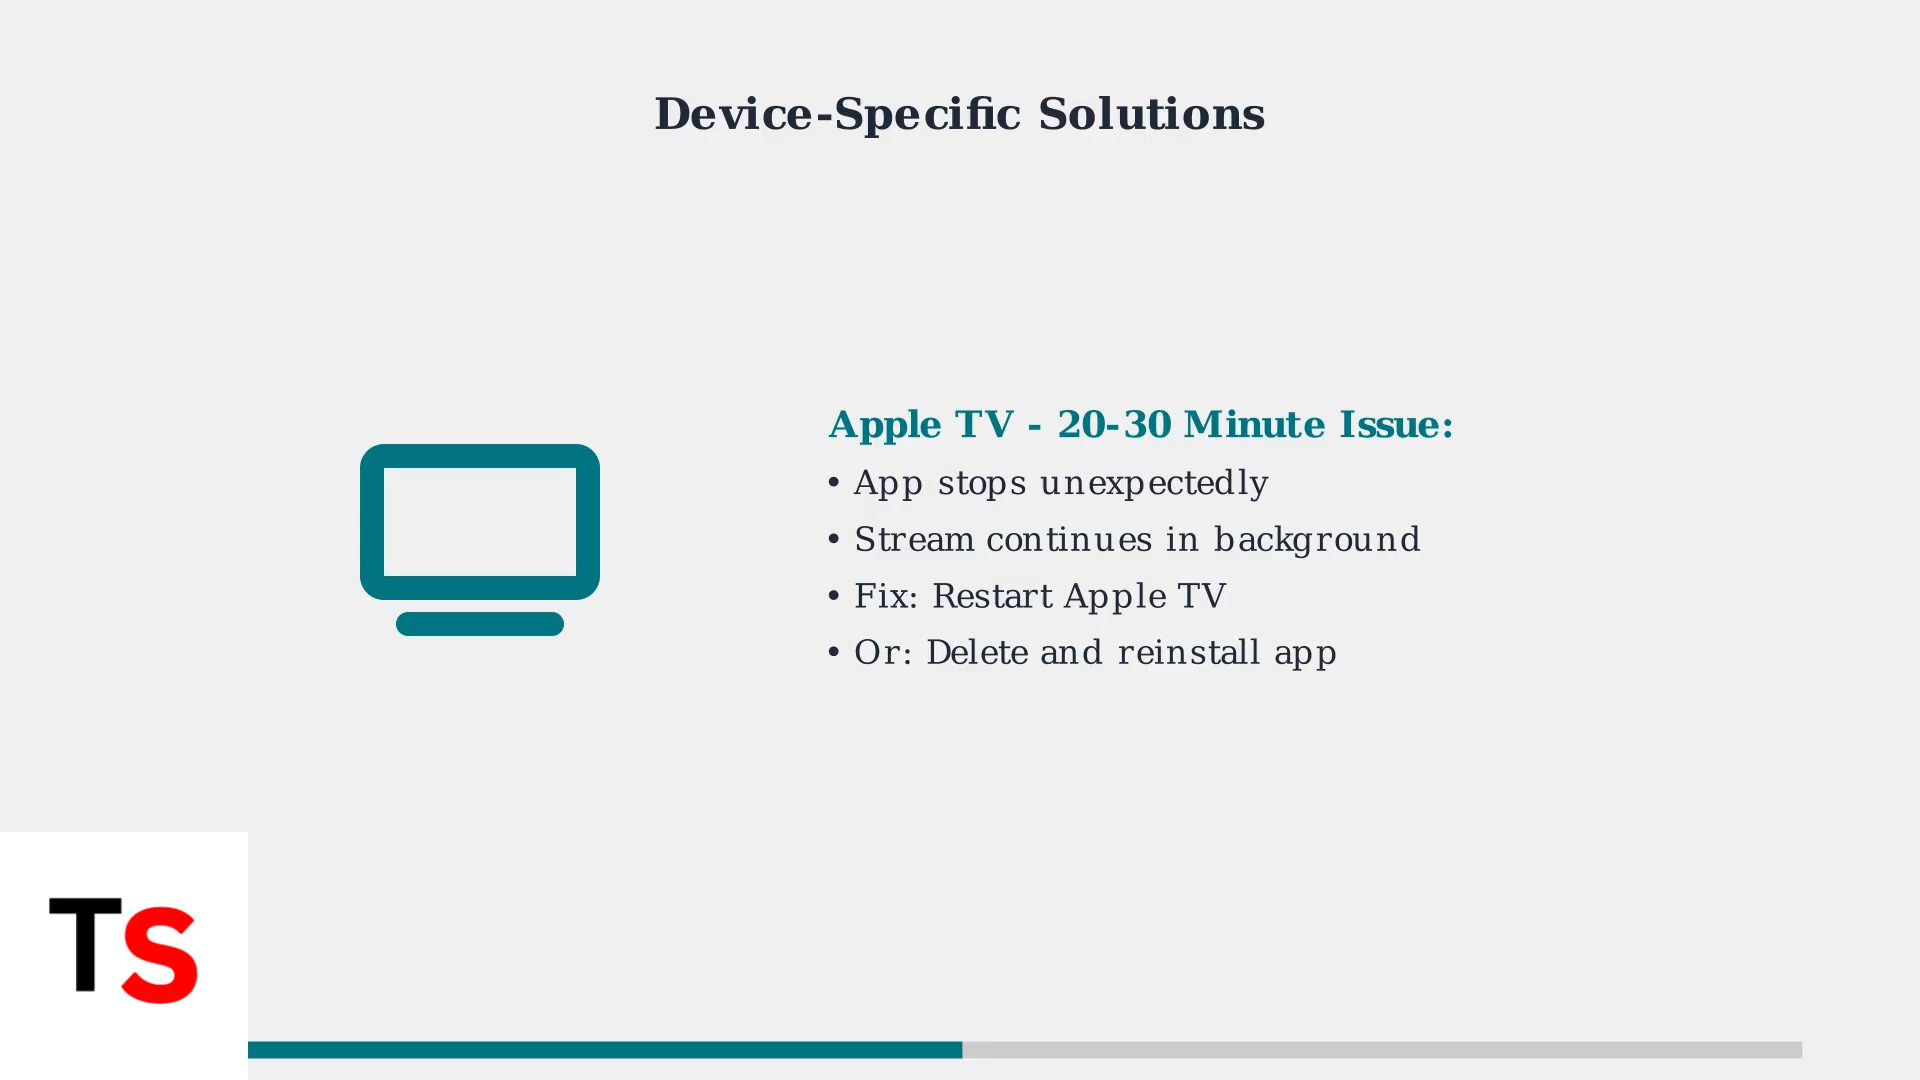 Device-Specific Solutions
Apple TV - 20-30 Minute Issue:
• App stops unexpectedly
• Stream continues in background
• Fix: Restart Apple TV
• Or: Delete and reinstall app
TS